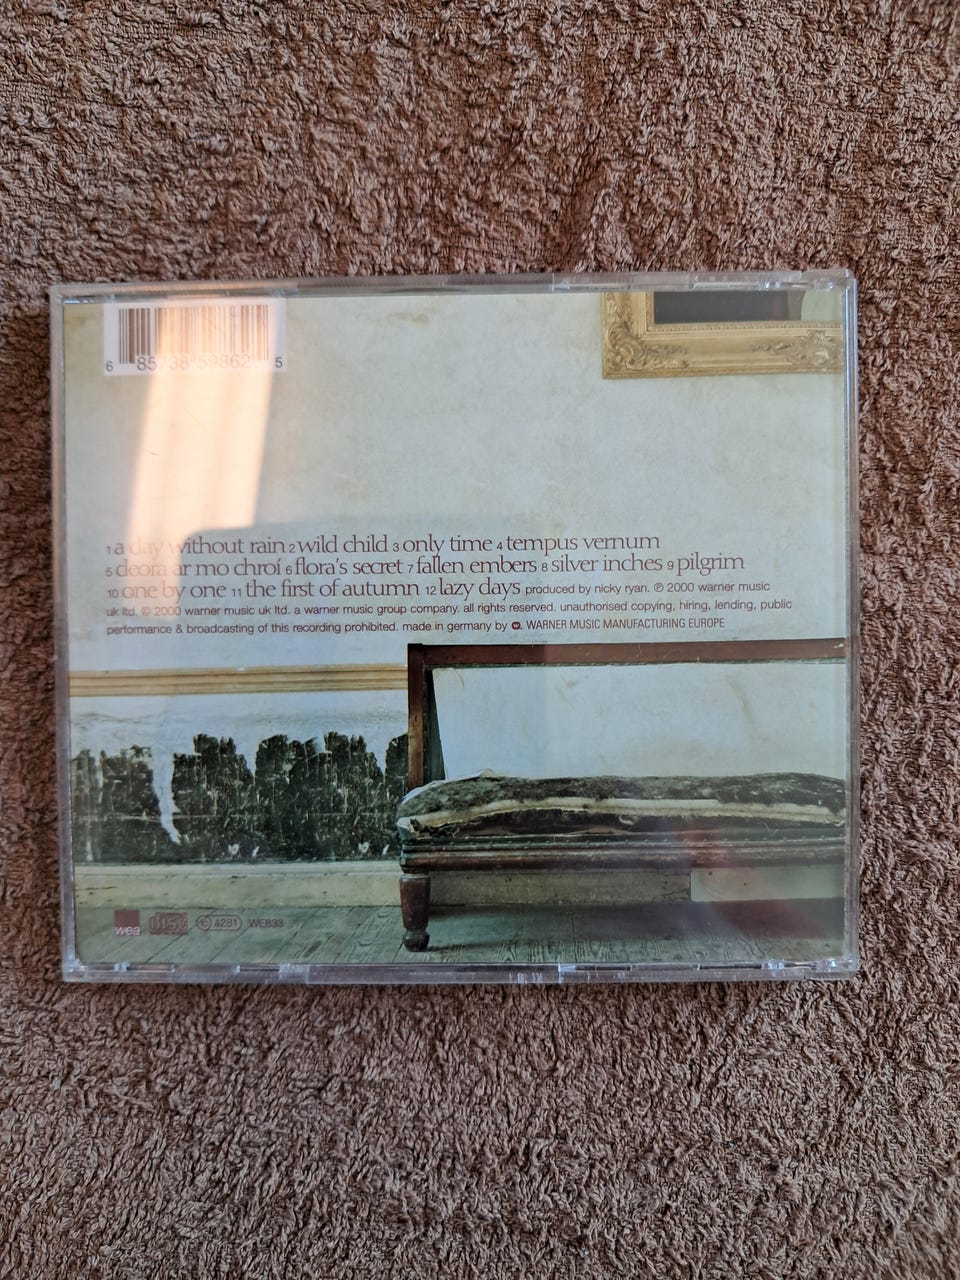 6 85738 59862 5
1 a day without rain 2 wild child 3 only time 4 tempus vernum
5 deora ar mo chroí 6 flora's secret 7 fallen embers 8 silver inches 9 pilgrim
10 one by one 11 the first of autumn 12 lazy days produced by nicky ryan. ℗ 2000 warner music
uk ltd. © 2000 warner music uk ltd. a warner music group company. all rights reserved. unauthorised copying, hiring, lending, public
performance & broadcasting of this recording prohibited. made in germany by WARNER MUSIC MANUFACTURING EUROPE
wea disc LC 4281 WE833